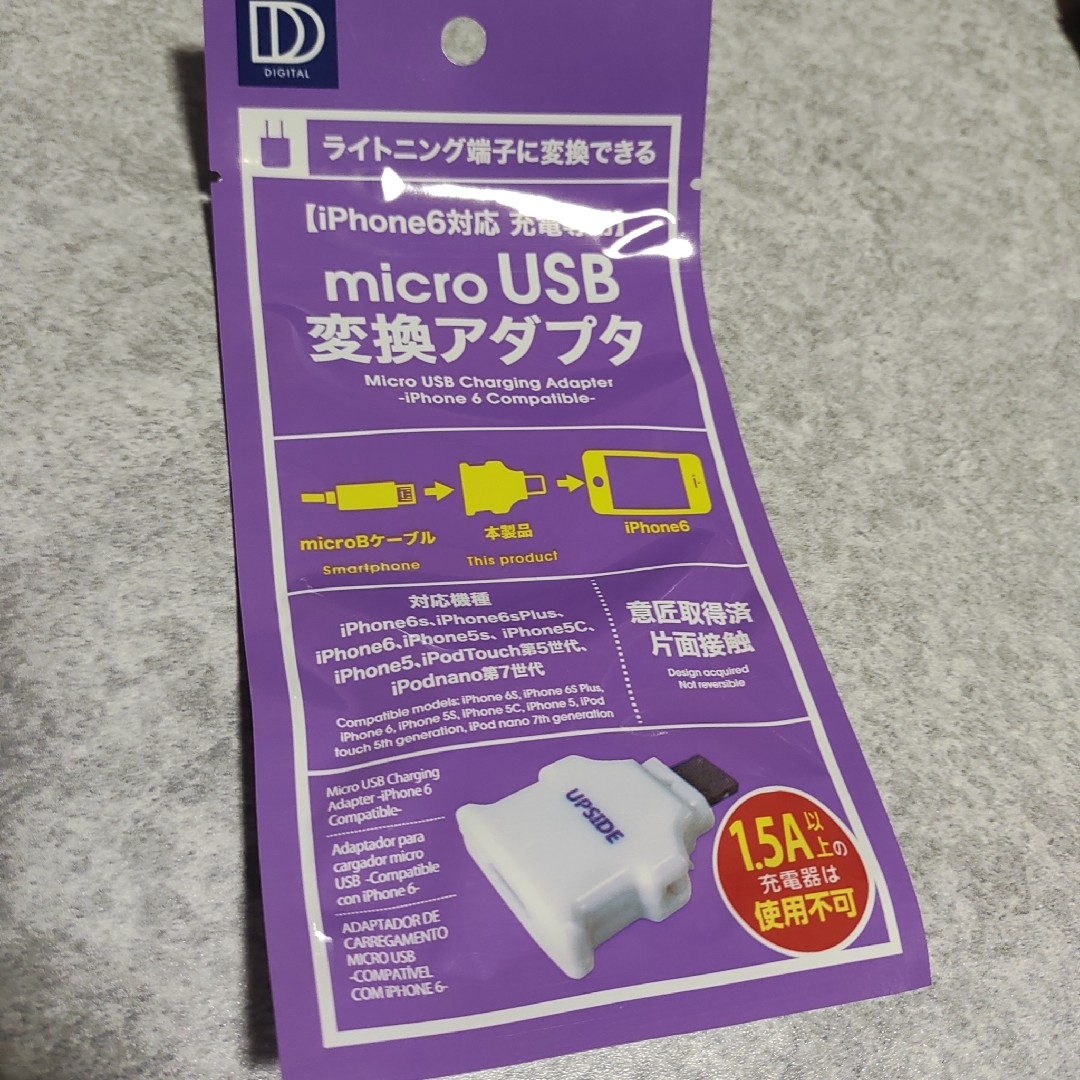 DD
DIGITAL
ライトニング端子に変換できる
【iPhone6対応 充電専用】
micro USB
変換アダプタ
Micro USB Charging Adapter
-iPhone 6 Compatible-
microBケーブル
Smartphone
本製品
This product
iPhone6
対応機種
iPhone6s、iPhone6sPlus、
iPhone6、iPhone5s、iPhone5C、
iPhone5、iPodTouch第5世代、
iPodnano第7世代
Compatible models: iPhone 6S, iPhone 6S Plus,
iPhone 6, iPhone 5S, iPhone 5C, iPhone 5, iPod
touch 5th generation, iPod nano 7th generation
意匠取得済
片面接触
Design acquired
Not reversible
Micro USB Charging
Adapter -iPhone 6
Compatible-
Adaptador para
cargador micro
USB -Compatible
con iPhone 6-
ADAPTADOR DE
CARREGAMENTO
MICRO USB
-COMPATÍVEL
COM iPHONE 6-
UPSIDE
1.5A以上の
充電器は
使用不可